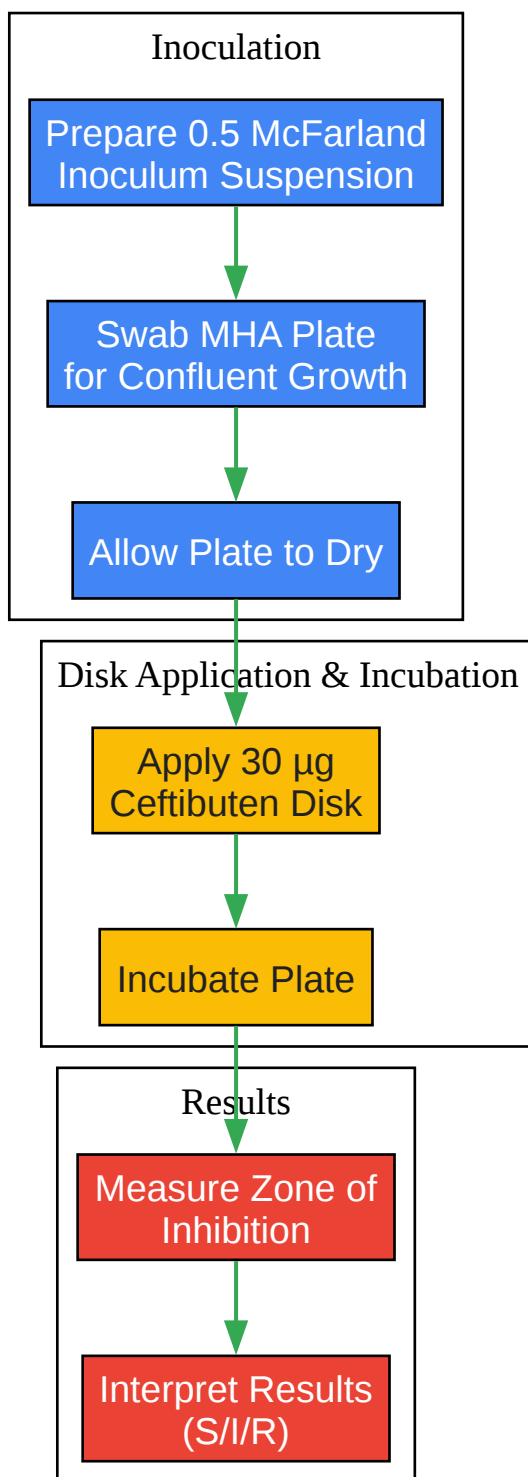 Inoculation
Prepare 0.5 McFarland
Inoculum Suspension
Swab MHA Plate
for Confluent Growth
Allow Plate to Dry
Disk Application & Incubation
Apply 30 µg
Ceftibuten Disk
Incubate Plate
Results
Measure Zone of
Inhibition
Interpret Results
(S/I/R)